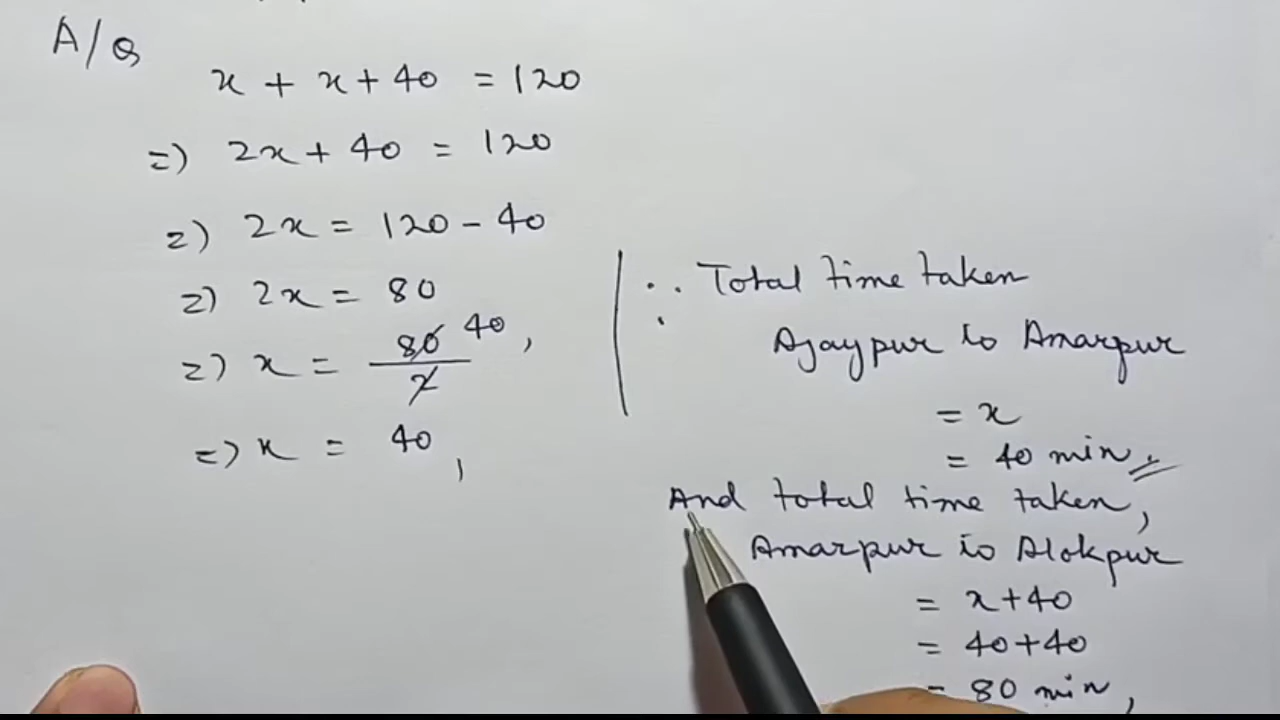 A/Q
x + x + 40 = 120
=) 2x + 40 = 120
=) 2x = 120 - 40
=) 2x = 80
=) x = 80/2 40,
=) x = 40,
∴ Total time taken
Ajaypur to Amarpur
= x
= 40 min,
And total time taken,
Amarpur to Alokpur
= x+40
= 40+40
= 80 min,